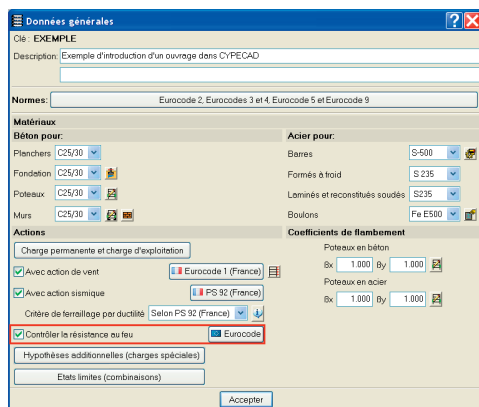 Données générales
Clé : EXEMPLE
Description: Exemple d'introduction d'un ouvrage dans CYPECAD
Normes: Eurocode 2, Eurocodes 3 et 4, Eurocode 5 et Eurocode 9
Matériaux
Béton pour:
Planchers C25/30
Fondation C25/30
Poteaux C25/30
Murs C25/30
Acier pour:
Barres S-500
Formés à froid S 235
Laminés et reconstitués soudés S235
Boulons Fe E500
Actions
Charge permanente et charge d'exploitation
Avec action de vent Eurocode 1 (France)
Avec action sismique PS 92 (France)
Critère de ferraillage par ductilité Selon PS 92 (France)
Contrôler la résistance au feu Eurocode
Hypothèses additionnelles (charges spéciales)
Etats limites (combinaisons)
Coefficients de flambement
Poteaux en béton
βx 1.000 βy 1.000
Poteaux en acier
βx 1.000 βy 1.000
Accepter